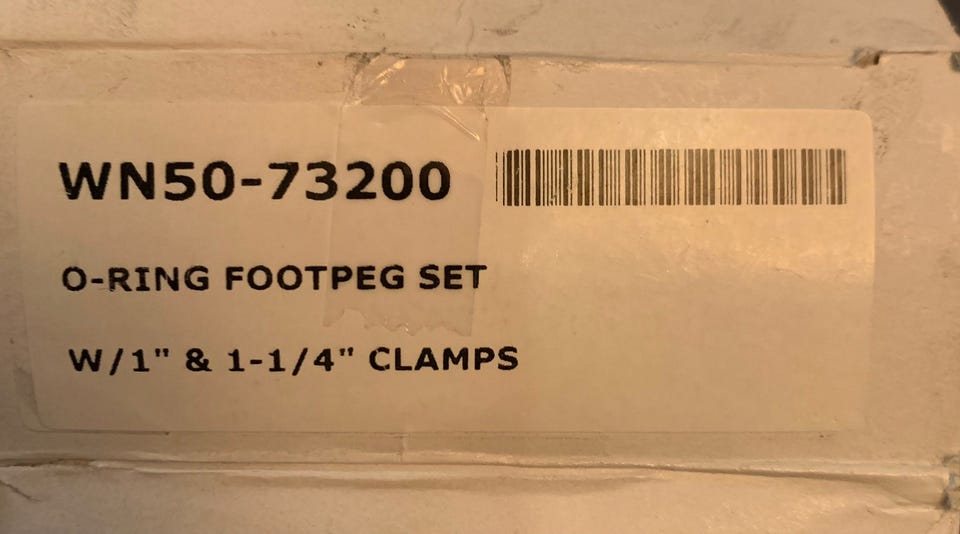 WN50-73200
O-RING FOOTPEG SET
W/1" & 1-1/4" CLAMPS